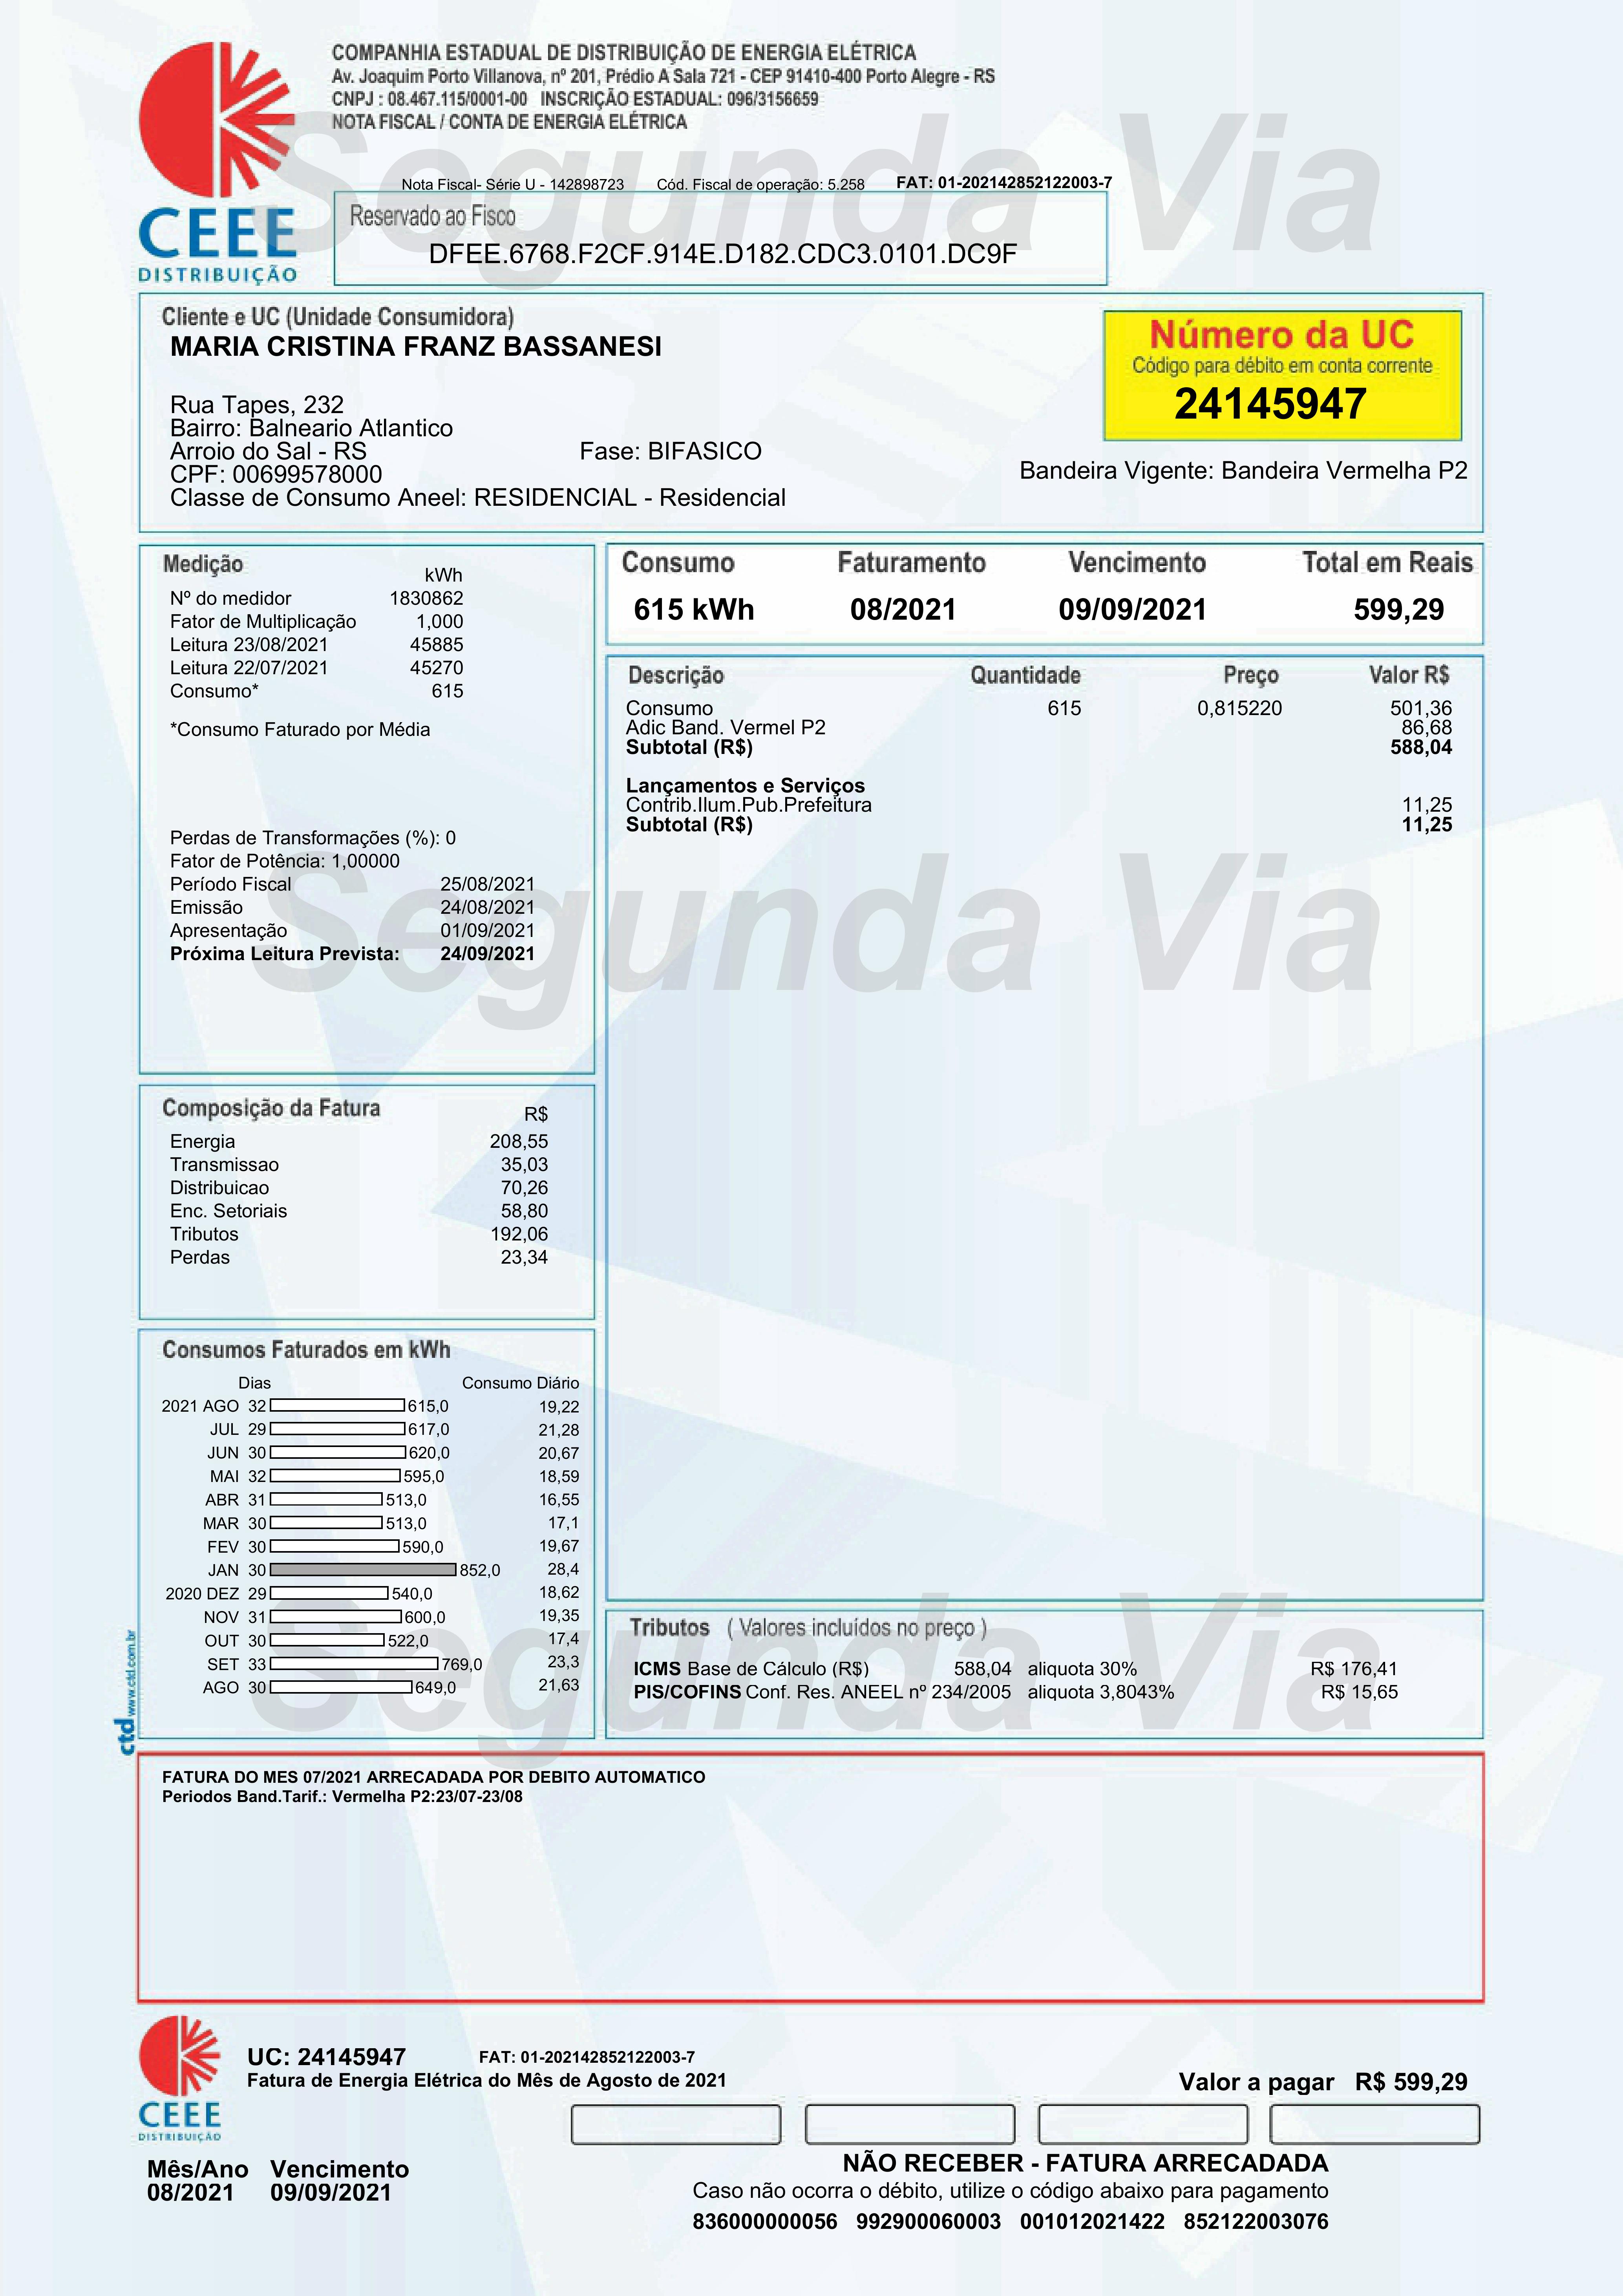 COMPANHIA ESTADUAL DE DISTRIBUIÇÃO DE ENERGIA ELÉTRICA
Av. Joaquim Porto Villanova, nº 201, Prédio A Sala 721 - CEP 91410-400 Porto Alegre - RS
CNPJ : 08.467.115/0001-00 INSCRIÇÃO ESTADUAL: 096/3156659
NOTA FISCAL / CONTA DE ENERGIA ELÉTRICA
Segunda Via
Nota Fiscal- Série U - 142898723 Cód. Fiscal de operação: 5.258 FAT: 01-202142852122003-7
CEEE
DISTRIBUIÇÃO
Reservado ao Fisco
DFEE.6768.F2CF.914E.D182.CDC3.0101.DC9F
Cliente e UC (Unidade Consumidora)
MARIA CRISTINA FRANZ BASSANESI
Rua Tapes, 232
Bairro: Balneario Atlantico
Arroio do Sal - RS Fase: BIFASICO
CPF: 00699578000
Classe de Consumo Aneel: RESIDENCIAL - Residencial
Número da UC
Código para débito em conta corrente
24145947
Bandeira Vigente: Bandeira Vermelha P2
Medição
kWh
Nº do medidor 1830862
Fator de Multiplicação 1,000
Leitura 23/08/2021 45885
Leitura 22/07/2021 45270
Consumo* 615
*Consumo Faturado por Média
Perdas de Transformações (%): 0
Fator de Potência: 1,00000
Período Fiscal 25/08/2021
Emissão 24/08/2021
Apresentação 01/09/2021
Próxima Leitura Prevista: 24/09/2021
Consumo Faturamento Vencimento Total em Reais
615 kWh 08/2021 09/09/2021 599,29
Descrição Quantidade Preço Valor R$
Consumo 615 0,815220 501,36
Adic Band. Vermel P2 86,68
Subtotal (R$) 588,04
Lançamentos e Serviços
Contrib.Ilum.Pub.Prefeitura 11,25
Subtotal (R$) 11,25
Segunda Via
Composição da Fatura R$
Energia 208,55
Transmissao 35,03
Distribuicao 70,26
Enc. Setoriais 58,80
Tributos 192,06
Perdas 23,34
Consumos Faturados em kWh
Dias Consumo Diário
2021 AGO 32 615,0 19,22
JUL 29 617,0 21,28
JUN 30 620,0 20,67
MAI 32 595,0 18,59
ABR 31 513,0 16,55
MAR 30 513,0 17,1
FEV 30 590,0 19,67
JAN 30 852,0 28,4
2020 DEZ 29 540,0 18,62
NOV 31 600,0 19,35
OUT 30 522,0 17,4
SET 33 769,0 23,3
AGO 30 649,0 21,63
Segunda Via
Tributos ( Valores incluídos no preço )
ICMS Base de Cálculo (R$) 588,04 aliquota 30% R$ 176,41
PIS/COFINS Conf. Res. ANEEL nº 234/2005 aliquota 3,8043% R$ 15,65
ctd www.ctd.com.br
FATURA DO MES 07/2021 ARRECADADA POR DEBITO AUTOMATICO
Periodos Band.Tarif.: Vermelha P2:23/07-23/08
CEEE
DISTRIBUIÇÃO
UC: 24145947 FAT: 01-202142852122003-7
Fatura de Energia Elétrica do Mês de Agosto de 2021
Valor a pagar R$ 599,29
Mês/Ano Vencimento
08/2021 09/09/2021
NÃO RECEBER - FATURA ARRECADADA
Caso não ocorra o débito, utilize o código abaixo para pagamento
836000000056 992900060003 001012021422 852122003076